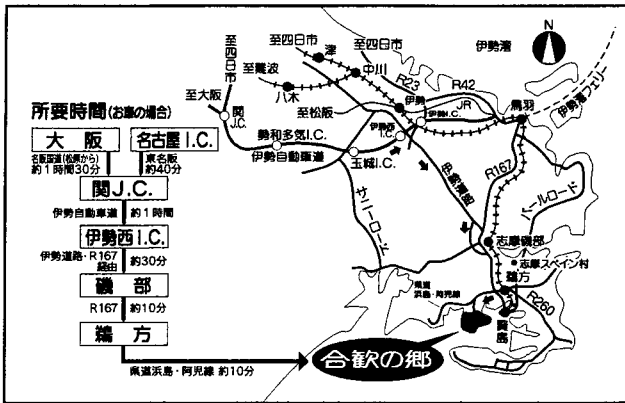 所要時間(お車の場合)
大阪
名古屋I.C.
名阪国道(松原から)
約1時間30分
東名阪
約40分
関J.C.
伊勢自動車道
約1時間
伊勢西I.C.
伊勢道路・R167
経由
約30分
磯部
R167
約10分
鵜方
県道浜島・阿児線 約10分
合歓の郷
至四日市
至大阪
関
J.C.
至四日市
津
至四日市
至難波
八木
中川
伊勢湾
N
R23
R42
JR
伊勢
伊勢I.C.
鳥羽
伊勢湾フェリー
至松阪
勢和多気I.C.
伊勢自動車道
伊勢西
I.C.
玉城I.C.
伊勢道路
サニーロード
R167
パールロード
志摩磯部
志摩スペイン村
鵜方
県道
浜島・阿児線
賢島
R260